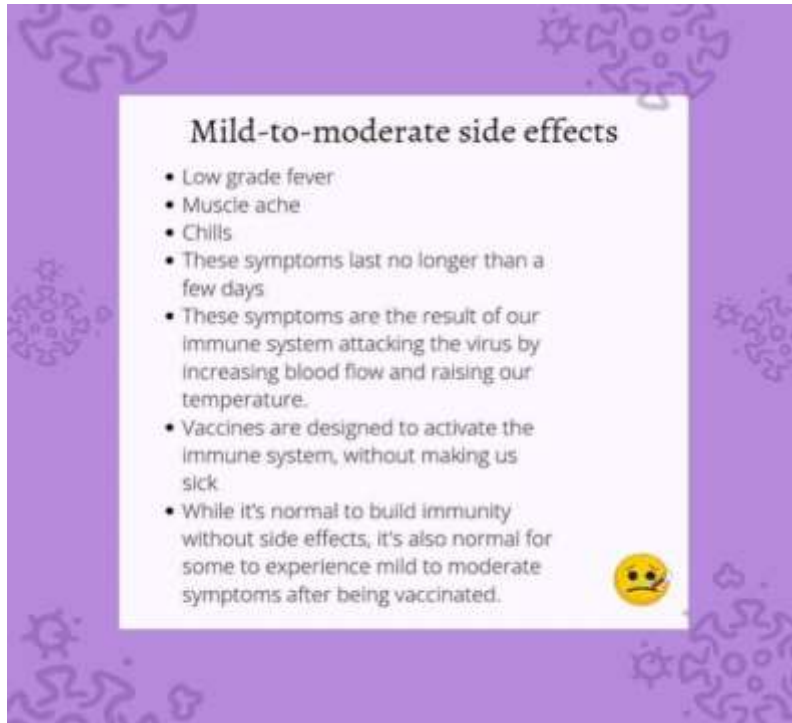 Mild-to-moderate side effects
• Low grade fever
• Muscle ache
• Chills
• These symptoms last no longer than a
few days
• These symptoms are the result of our
immune system attacking the virus by
increasing blood flow and raising our
temperature.
• Vaccines are designed to activate the
immune system, without making us
sick
• While it's normal to build immunity
without side effects, it's also normal for
some to experience mild to moderate
symptoms after being vaccinated.